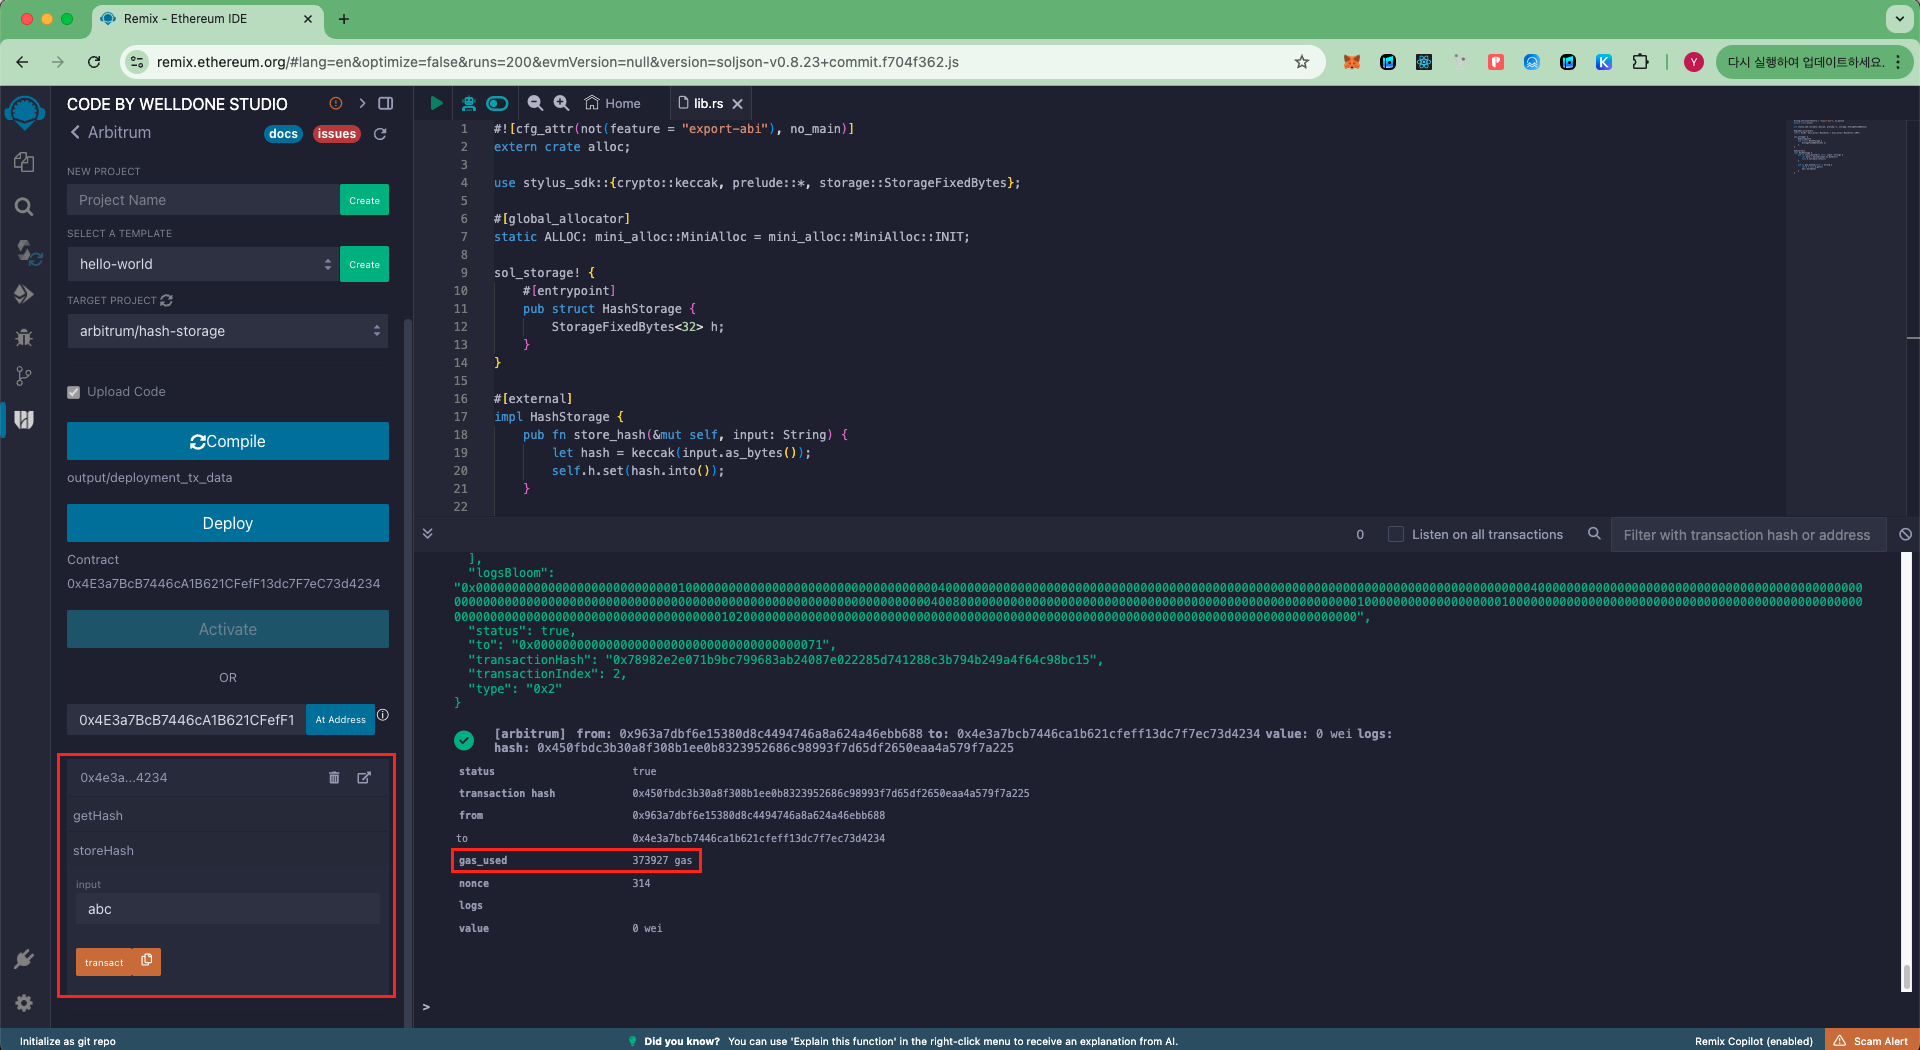 Remix - Ethereum IDE
remix.ethereum.org/#lang=en&optimize=false&runs=200&evmVersion=null&version=soljson-v0.8.23+commit.f704f362.js
Y
다시 실행하여 업데이트하세요.
CODE BY WELLDONE STUDIO
Arbitrum
docs
issues
NEW PROJECT
Project Name
Create
SELECT A TEMPLATE
hello-world
Create
TARGET PROJECT
arbitrum/hash-storage
Upload Code
Compile
output/deployment_tx_data
Deploy
Contract
0x4E3a7BcB7446cA1B621CFefF13dc7F7eC73d4234
Activate
OR
0x4E3a7BcB7446cA1B621CFefF1
At Address
0x4e3a...4234
getHash
storeHash
input
abc
transact
Home
lib.rs
1 #![cfg_attr(not(feature = "export-abi"), no_main)]
2 extern crate alloc;
3
4 use stylus_sdk::{crypto::keccak, prelude::*, storage::StorageFixedBytes};
5
6 #[global_allocator]
7 static ALLOC: mini_alloc::MiniAlloc = mini_alloc::MiniAlloc::INIT;
8
9 sol_storage! {
10 #[entrypoint]
11 pub struct HashStorage {
12 StorageFixedBytes<32> h;
13 }
14 }
15
16 #[external]
17 impl HashStorage {
18 pub fn store_hash(&mut self, input: String) {
19 let hash = keccak(input.as_bytes());
20 self.h.set(hash.into());
21 }
22
0
Listen on all transactions
Filter with transaction hash or address
],
"logsBloom":
"status": true,
"to": "0x0000000000000000000000000000000000000071",
"transactionHash": "0x78982e2e071b9bc799683ab24087e022285d741288c3b794b249a4f64c98bc15",
"transactionIndex": 2,
"type": "0x2"
}
[arbitrum] from: 0x963a7dbf6e15380d8c4494746a8a624a46ebb688 to: 0x4e3a7bcb7446ca1b621cfeff13dc7f7ec73d4234 value: 0 wei logs:
hash: 0x450fbdc3b30a8f308b1ee0b8323952686c98993f7d65df2650eaa4a579f7a225
status true
transaction hash 0x450fbdc3b30a8f308b1ee0b8323952686c98993f7d65df2650eaa4a579f7a225
from 0x963a7dbf6e15380d8c4494746a8a624a46ebb688
to 0x4e3a7bcb7446ca1b621cfeff13dc7f7ec73d4234
gas_used 373927 gas
nonce 314
logs
value 0 wei
>
Initialize as git repo
Did you know? You can use 'Explain this function' in the right-click menu to receive an explanation from AI.
Remix Copilot (enabled)
Scam Alert